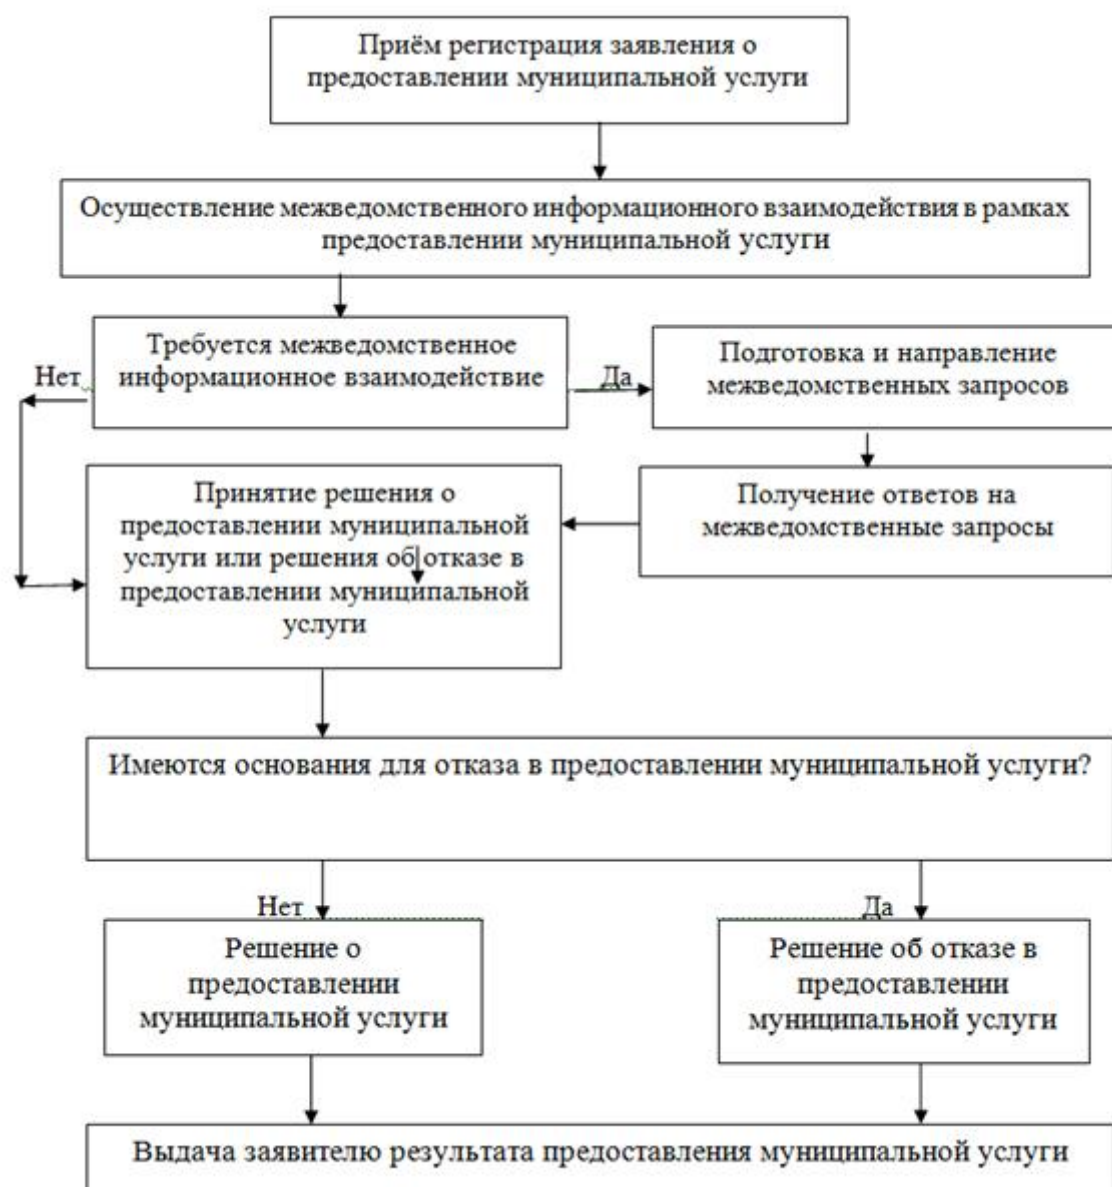 Приём регистрация заявления о
предоставлении муниципальной услуги
Осуществление межведомственного информационного взаимодействия в рамках
предоставлении муниципальной услуги
Требуется межведомственное
информационное взаимодействие
Нет
Да
Подготовка и направление
межведомственных запросов
Получение ответов на
межведомственные запросы
Принятие решения о
предоставлении муниципальной
услуги или решения об отказе в
предоставлении муниципальной
услуги
Имеются основания для отказа в предоставлении муниципальной услуги?
Нет
Да
Решение о
предоставлении
муниципальной услуги
Решение об отказе в
предоставлении
муниципальной услуги
Выдача заявителю результата предоставления муниципальной услуги